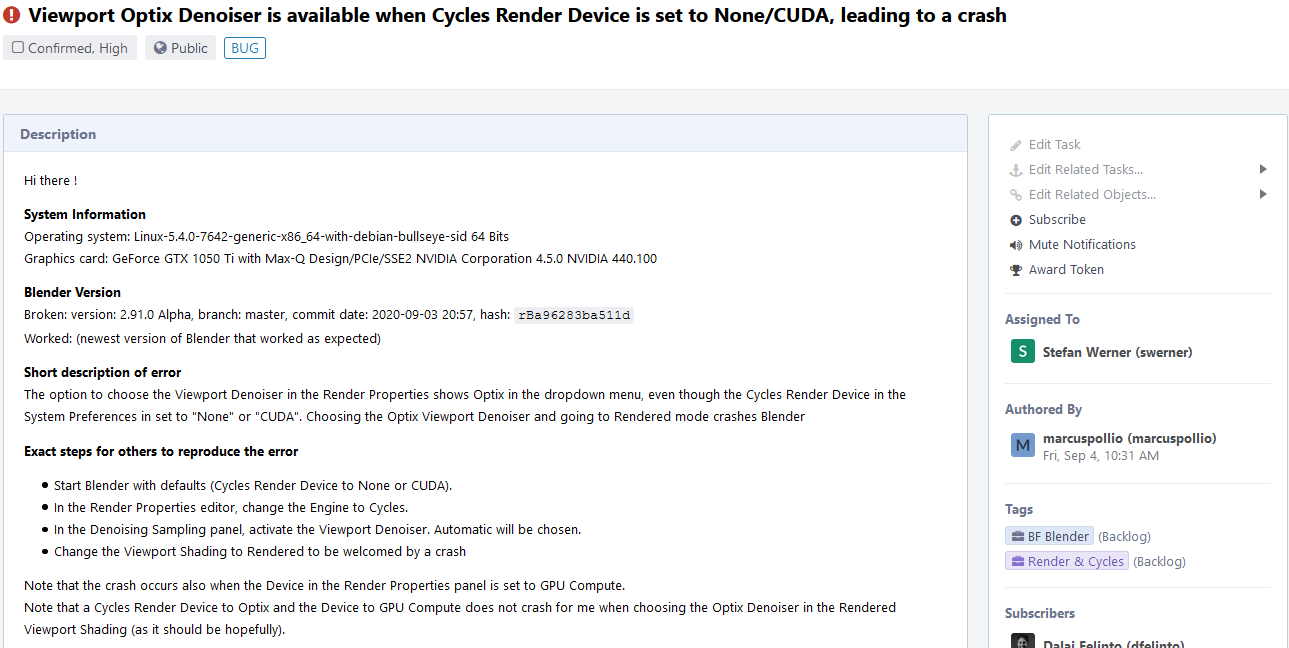 Viewport Optix Denoiser is available when Cycles Render Device is set to None/CUDA, leading to a crash
Confirmed, High
Public
BUG
Description
Hi there !
System Information
Operating system: Linux-5.4.0-7642-generic-x86_64-with-debian-bullseye-sid 64 Bits
Graphics card: GeForce GTX 1050 Ti with Max-Q Design/PCIe/SSE2 NVIDIA Corporation 4.5.0 NVIDIA 440.100
Blender Version
Broken: version: 2.91.0 Alpha, branch: master, commit date: 2020-09-03 20:57, hash: rBa96283ba511d
Worked: (newest version of Blender that worked as expected)
Short description of error
The option to choose the Viewport Denoiser in the Render Properties shows Optix in the dropdown menu, even though the Cycles Render Device in the
System Preferences in set to "None" or "CUDA". Choosing the Optix Viewport Denoiser and going to Rendered mode crashes Blender
Exact steps for others to reproduce the error
Start Blender with defaults (Cycles Render Device to None or CUDA).
In the Render Properties editor, change the Engine to Cycles.
In the Denoising Sampling panel, activate the Viewport Denoiser. Automatic will be chosen.
Change the Viewport Shading to Rendered to be welcomed by a crash
Note that the crash occurs also when the Device in the Render Properties panel is set to GPU Compute.
Note that a Cycles Render Device to Optix and the Device to GPU Compute does not crash for me when choosing the Optix Denoiser in the Rendered
Viewport Shading (as it should be hopefully).
Edit Task
Edit Related Tasks...
Edit Related Objects...
Subscribe
Mute Notifications
Award Token
Assigned To
S
Stefan Werner (swerner)
Authored By
M
marcuspollio (marcuspollio)
Fri, Sep 4, 10:31 AM
Tags
BF Blender (Backlog)
Render & Cycles (Backlog)
Subscribers
Dalai Felinto (dfelinto)